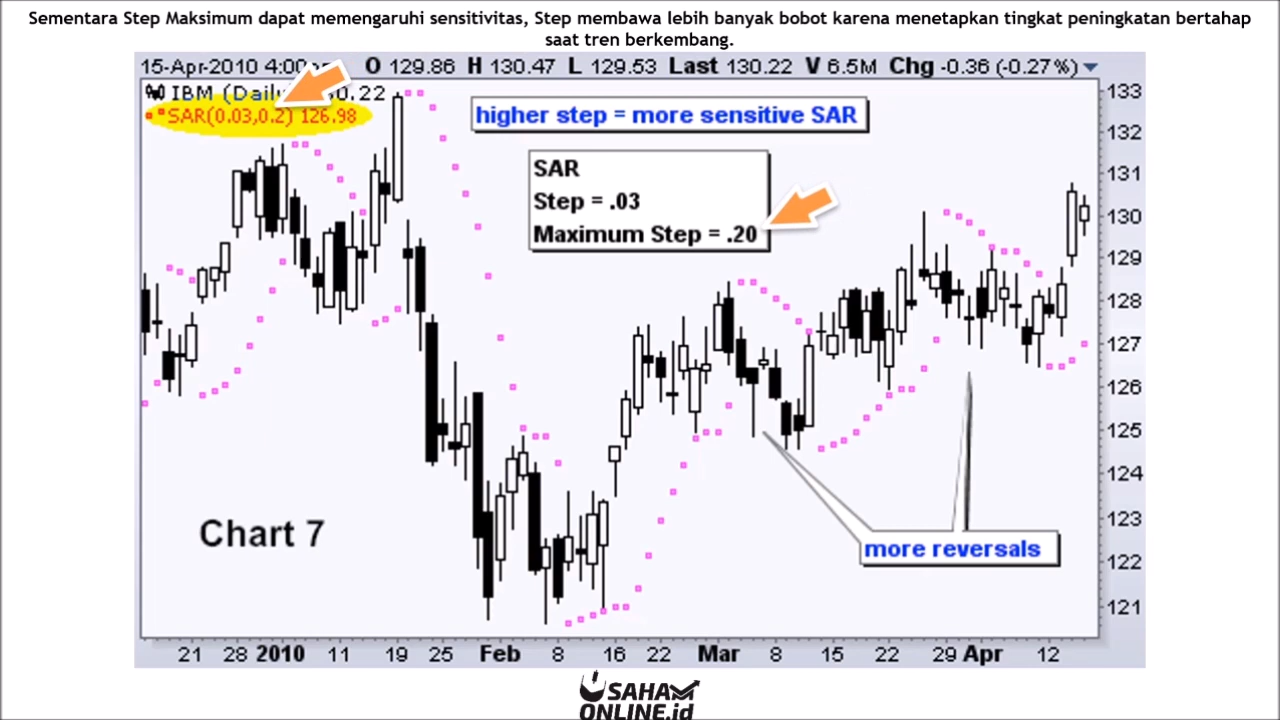 Sementara Step Maksimum dapat memengaruhi sensitivitas, Step membawa lebih banyak bobot karena menetapkan tingkat peningkatan bertahap
saat tren berkembang.
15-Apr-2010 4:00 O 129.86 H 130.47 L 129.53 Last 130.22 V 6.5M Chg -0.36 (-0.27%)
IBM 0.22
SAR(0.03,0.2) 126.98
higher step = more sensitive SAR
SAR
Step = .03
Maximum Step = .20
133
132
131
130
129
128
127
126
125
124
123
122
121
Chart 7
more reversals
21 28 2010 11 19 25 Feb 8 16 22 Mar 8 15 22 29 Apr 12
SAHAM
ONLINE.id